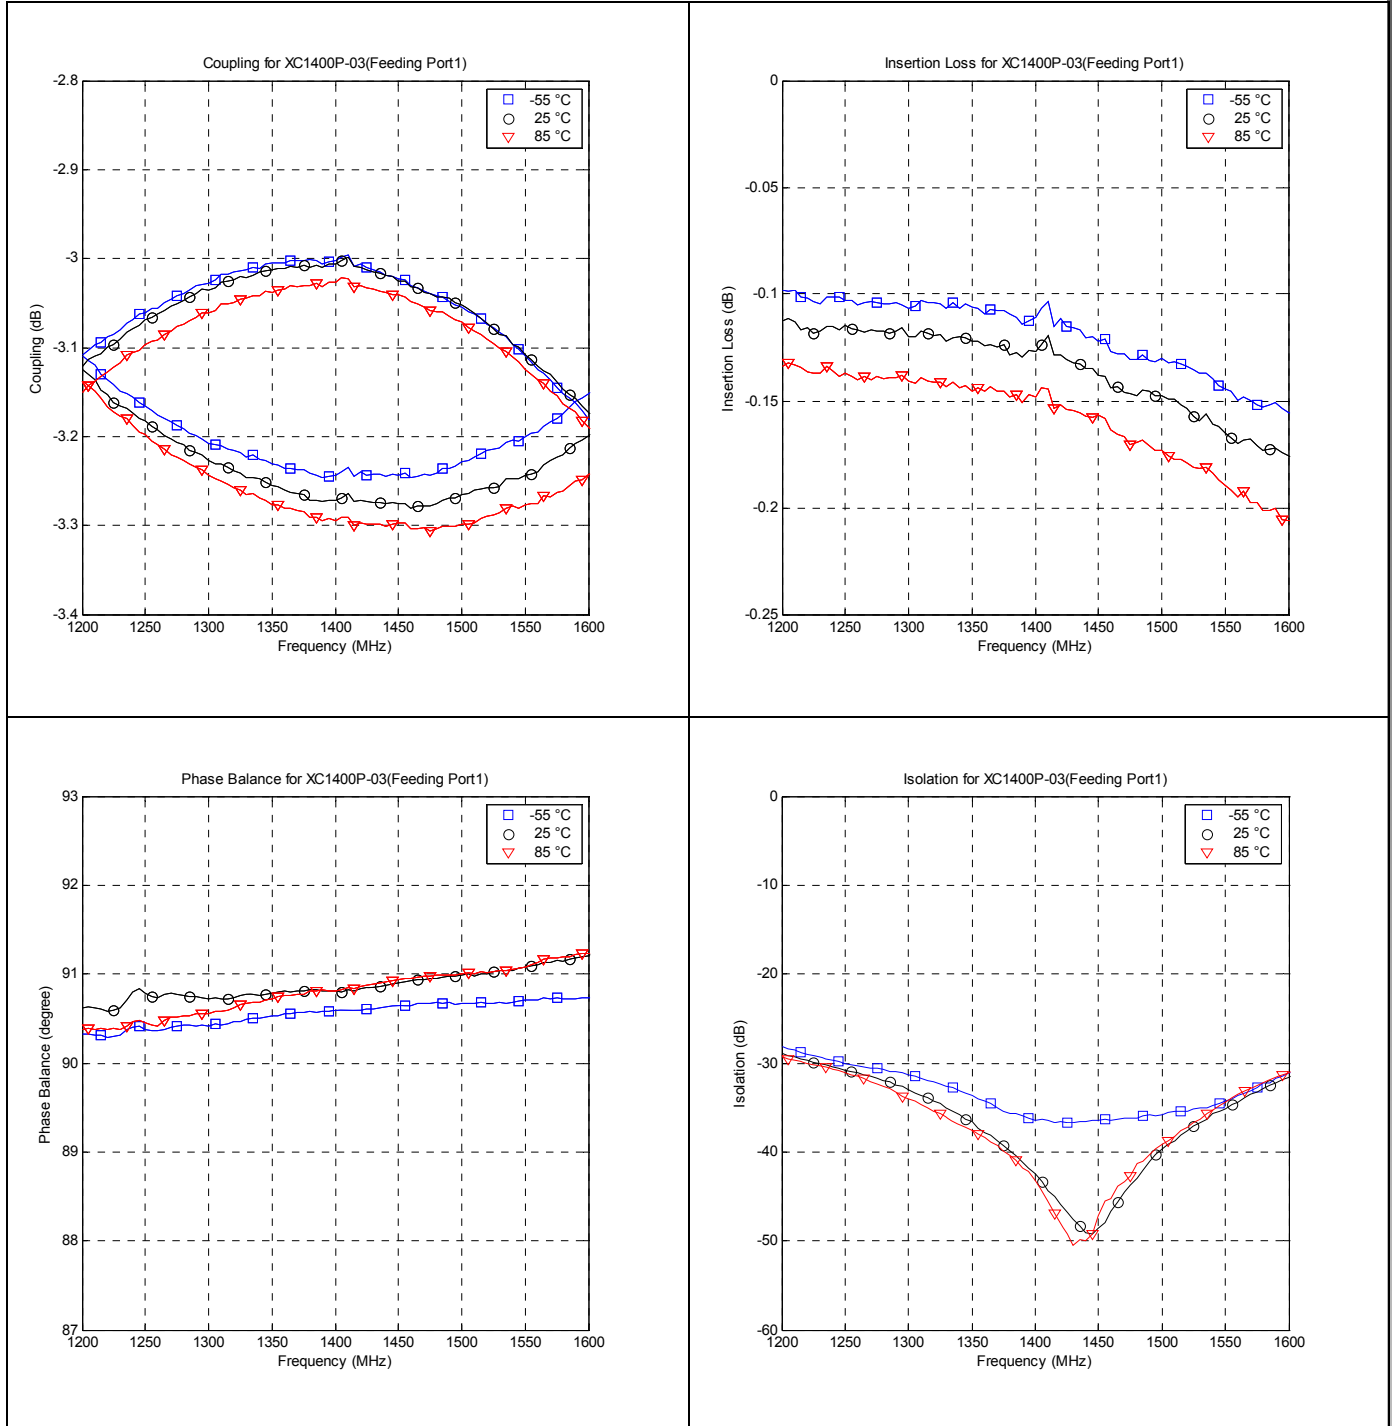 Coupling for XC1400P-03(Feeding Port1)
-2.8
-2.9
-3
-3.1
-3.2
-3.3
-3.4
Coupling (dB)
-55 °C
25 °C
85 °C
1200 1250 1300 1350 1400 1450 1500 1550 1600
Frequency (MHz)
Insertion Loss for XC1400P-03(Feeding Port1)
0
-0.05
-0.1
-0.15
-0.2
-0.25
Insertion Loss (dB)
-55 °C
25 °C
85 °C
1200 1250 1300 1350 1400 1450 1500 1550 1600
Frequency (MHz)
Phase Balance for XC1400P-03(Feeding Port1)
93
92
91
90
89
88
87
Phase Balance (degree)
-55 °C
25 °C
85 °C
1200 1250 1300 1350 1400 1450 1500 1550 1600
Frequency (MHz)
Isolation for XC1400P-03(Feeding Port1)
0
-10
-20
-30
-40
-50
-60
Isolation (dB)
-55 °C
25 °C
85 °C
1200 1250 1300 1350 1400 1450 1500 1550 1600
Frequency (MHz)